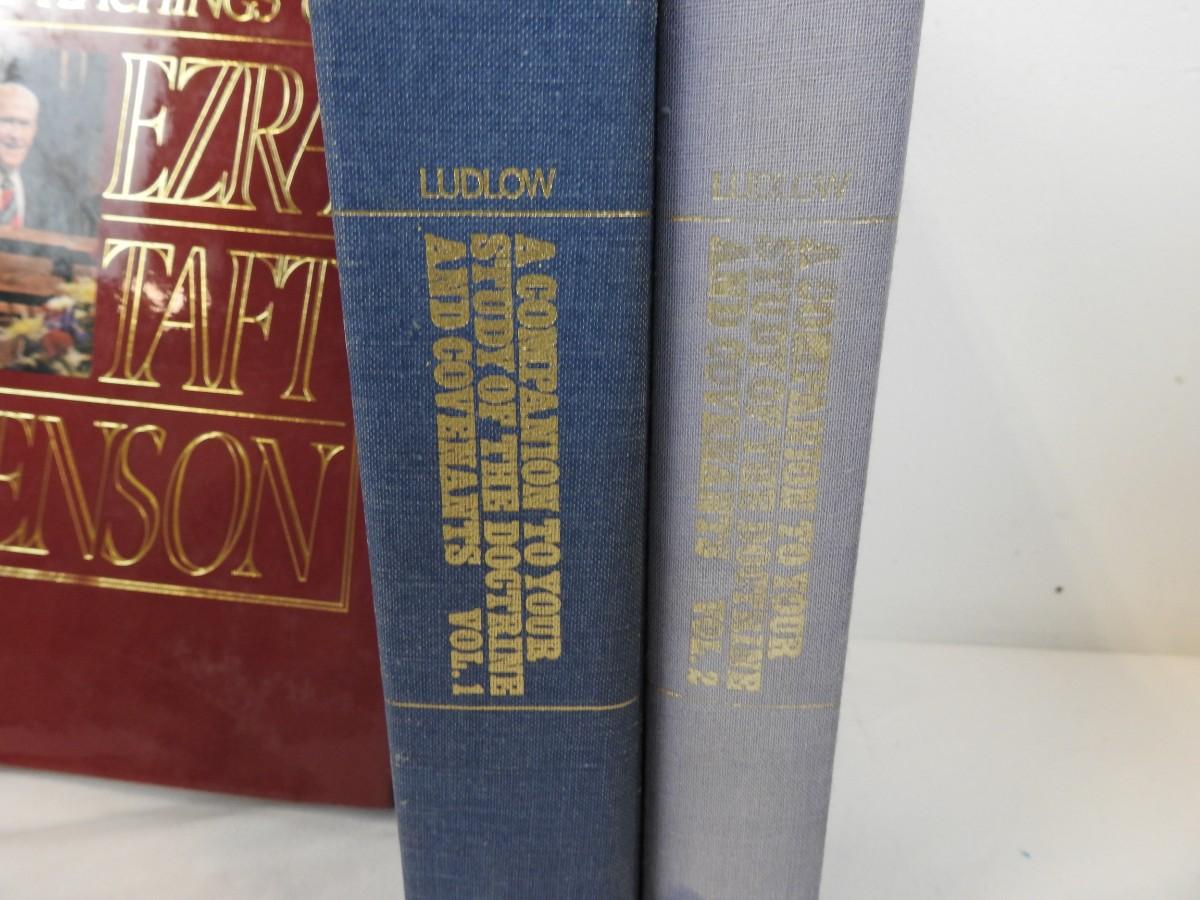 TEACHINGS
EZRA
TAFT
ENSON
LUDLOW
A COMPANION TO YOUR
STUDY OF THE DOCTRINE
AND COVENANTS VOL. 1
LUDLOW
A COMPANION TO YOUR
STUDY OF THE DOCTRINE
AND COVENANTS VOL. 2